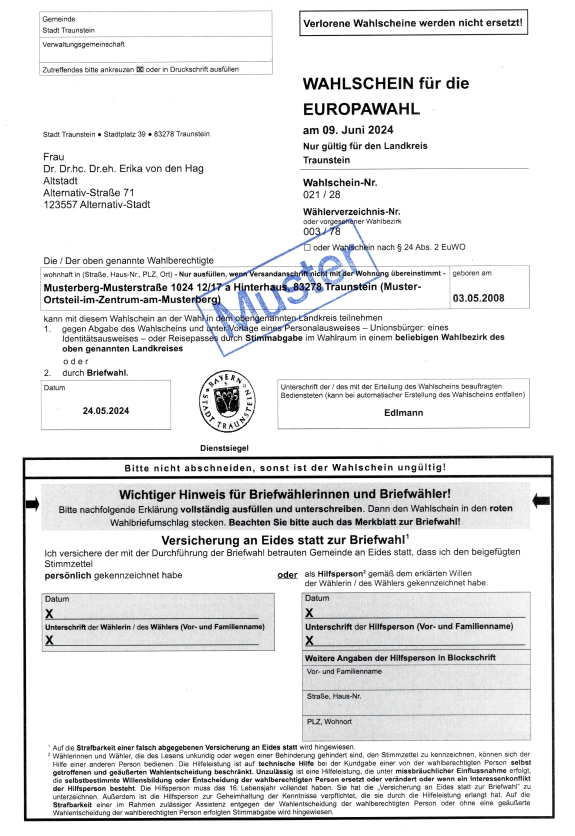 Gemeinde
Stadt Traunstein
Verwaltungsgemeinschaft
Zutreffendes bitte ankreuzen ☒ oder in Druckschrift ausfüllen
Verlorene Wahlscheine werden nicht ersetzt!
WAHLSCHEIN für die
EUROPAWAHL
am 09. Juni 2024
Nur gültig für den Landkreis
Traunstein
Stadt Traunstein ● Stadtplatz 39 ● 83278 Traunstein
Frau
Dr. Dr.hc. Dr.eh. Erika von den Hag
Altstadt
Alternativ-Straße 71
123557 Alternativ-Stadt
Wahlschein-Nr.
021 / 28
Wählerverzeichnis-Nr.
oder vorgesehener Wahlbezirk
003 / 78
☐ oder Wahlschein nach § 24 Abs. 2 EuWO
Muster
Die / Der oben genannte Wahlberechtigte
wohnhaft in (Straße, Haus-Nr., PLZ, Ort) - Nur ausfüllen, wenn Versandanschrift nicht mit der Wohnung übereinstimmt -
Musterberg-Musterstraße 1024 12/17 a Hinterhaus, 83278 Traunstein (Muster-
Ortsteil-im-Zentrum-am-Musterberg)
geboren am
03.05.2008
kann mit diesem Wahlschein an der Wahl in dem obengenannten Landkreis teilnehmen
1. gegen Abgabe des Wahlscheins und unter Vorlage eines Personalausweises – Unionsbürger: eines
Identitätsausweises – oder Reisepasses durch Stimmabgabe im Wahlraum in einem beliebigen Wahlbezirk des
oben genannten Landkreises
o d e r
2. durch Briefwahl.
Datum
24.05.2024
BAYERN
STADT TRAUNSTEIN
Dienstsiegel
Unterschrift der / des mit der Erteilung des Wahlscheins beauftragten
Bediensteten (kann bei automatischer Erstellung des Wahlscheins entfallen)
Edlmann
Bitte nicht abschneiden, sonst ist der Wahlschein ungültig!
Wichtiger Hinweis für Briefwählerinnen und Briefwähler!
Bitte nachfolgende Erklärung vollständig ausfüllen und unterschreiben. Dann den Wahlschein in den roten
Wahlbriefumschlag stecken. Beachten Sie bitte auch das Merkblatt zur Briefwahl!
Versicherung an Eides statt zur Briefwahl¹
Ich versichere der mit der Durchführung der Briefwahl betrauten Gemeinde an Eides statt, dass ich den beigefügten
Stimmzettel
persönlich gekennzeichnet habe
oder als Hilfsperson² gemäß dem erklärten Willen
der Wählerin / des Wählers gekennzeichnet habe.
Datum
X
Unterschrift der Wählerin / des Wählers (Vor- und Familienname)
X
Datum
X
Unterschrift der Hilfsperson (Vor- und Familienname)
X
Weitere Angaben der Hilfsperson in Blockschrift
Vor- und Familienname
Straße, Haus-Nr.
PLZ, Wohnort
¹ Auf die Strafbarkeit einer falsch abgegebenen Versicherung an Eides statt wird hingewiesen.
² Wählerinnen und Wähler, die des Lesens unkundig oder wegen einer Behinderung gehindert sind, den Stimmzettel zu kennzeichnen, können sich der
Hilfe einer anderen Person bedienen. Die Hilfeleistung ist auf technische Hilfe bei der Kundgabe einer von der wahlberechtigten Person selbst
getroffenen und geäußerten Wahlentscheidung beschränkt. Unzulässig ist eine Hilfeleistung, die unter missbräuchlicher Einflussnahme erfolgt,
die selbstbestimmte Willensbildung oder Entscheidung der wahlberechtigten Person ersetzt oder verändert oder wenn ein Interessenkonflikt
der Hilfsperson besteht. Die Hilfsperson muss das 16. Lebensjahr vollendet haben. Sie hat die „Versicherung an Eides statt zur Briefwahl" zu
unterzeichnen. Außerdem ist die Hilfsperson zur Geheimhaltung der Kenntnisse verpflichtet, die sie durch die Hilfeleistung erlangt hat. Auf die
Strafbarkeit einer im Rahmen zulässiger Assistenz entgegen der Wahlentscheidung der wahlberechtigten Person oder ohne eine geäußerte
Wahlentscheidung der wahlberechtigten Person erfolgten Stimmabgabe wird hingewiesen.